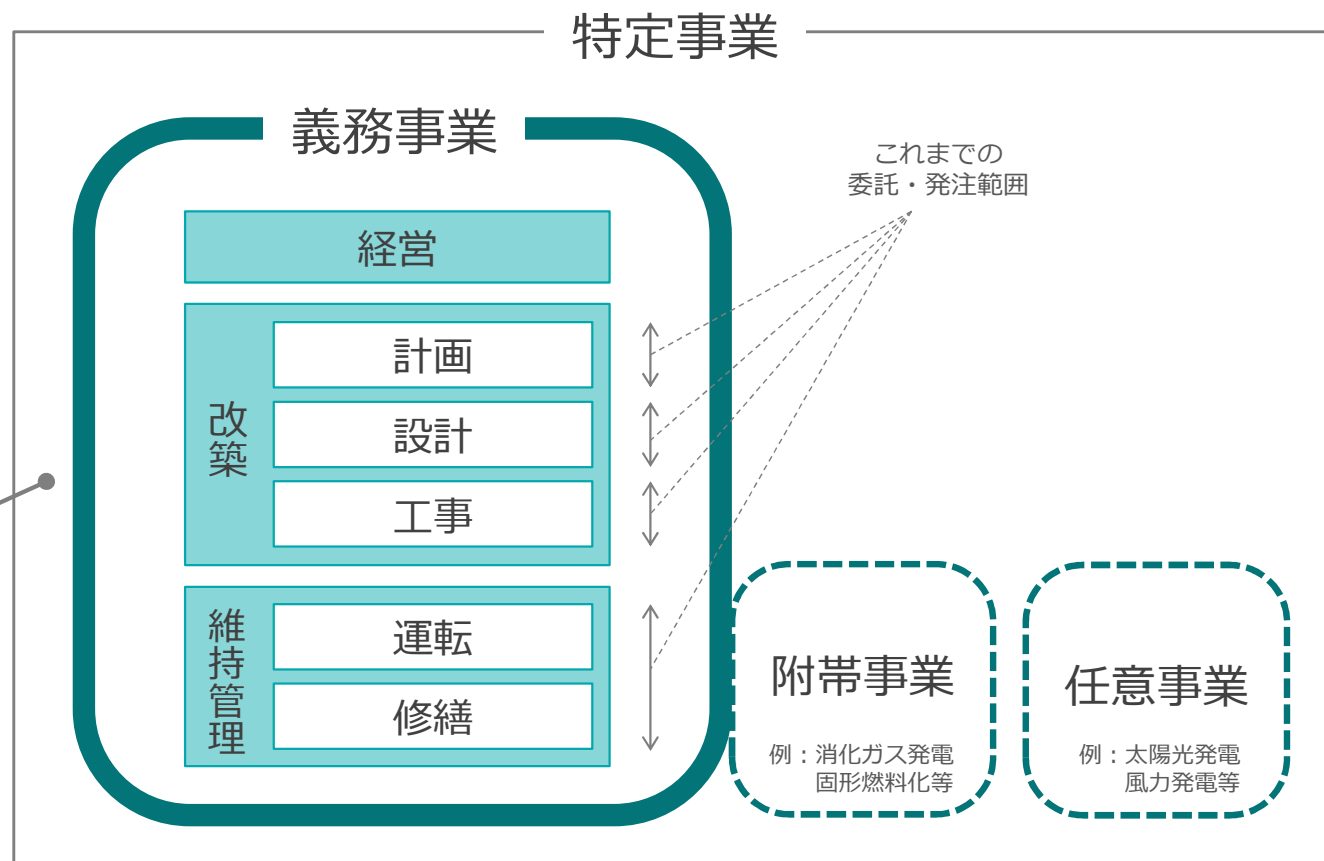 特定事業
義務事業
これまでの
委託・発注範囲
経営
改築
計画
設計
工事
維持管理
運転
修繕
附帯事業
例：消化ガス発電
固形燃料化等
任意事業
例：太陽光発電
風力発電等